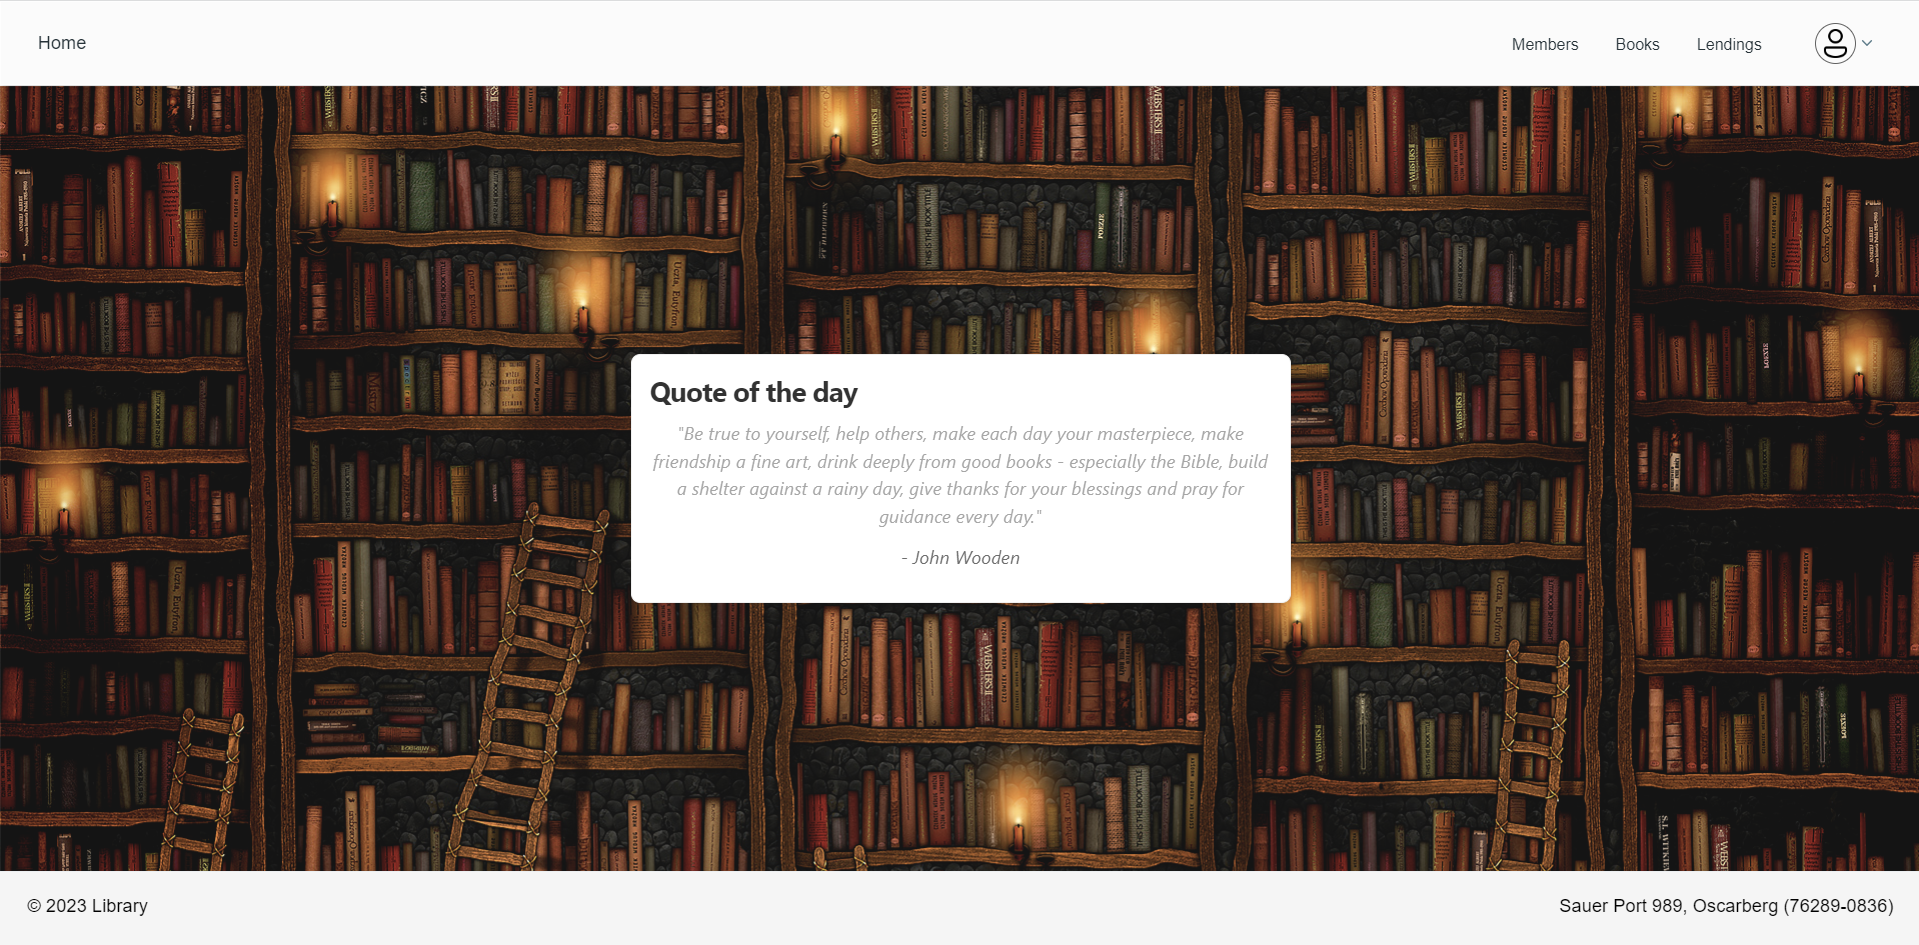 Home
Members Books Lendings
Quote of the day
"Be true to yourself, help others, make each day your masterpiece, make
friendship a fine art, drink deeply from good books - especially the Bible, build
a shelter against a rainy day, give thanks for your blessings and pray for
guidance every day."
- John Wooden
© 2023 Library
Sauer Port 989, Oscarberg (76289-0836)